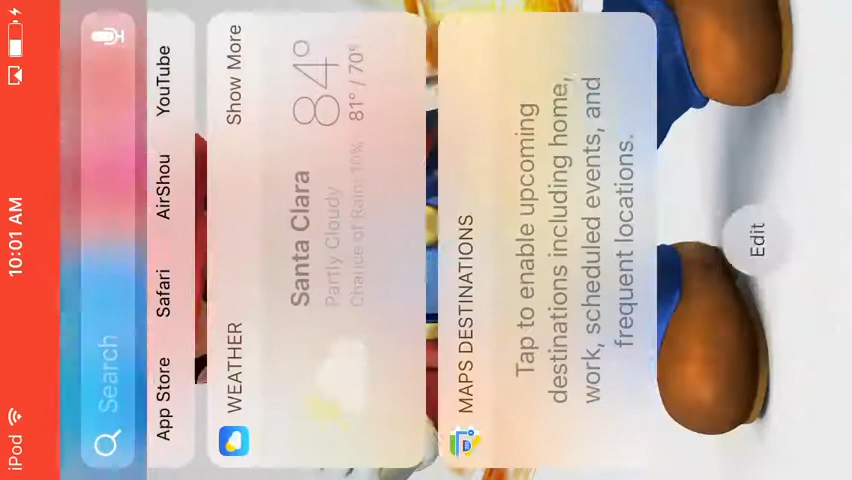 iPod 10:01 AM
Search
App Store Safari AirShou YouTube
WEATHER Show More
Santa Clara 84°
Partly Cloudy
Chance of Rain: 10% 81° / 70°
MAPS DESTINATIONS
Tap to enable upcoming
destinations including home,
work, scheduled events, and
frequent locations.
Edit